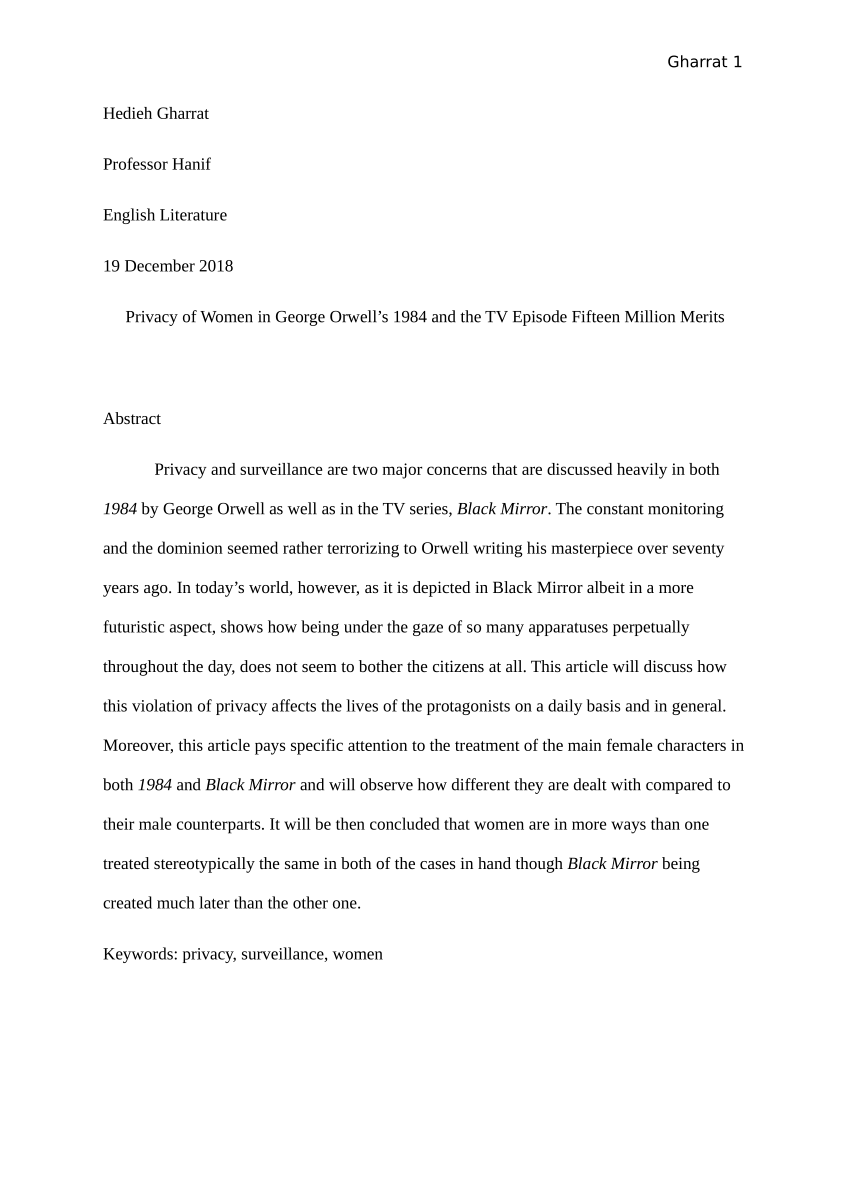 Gharrat 1
Hedieh Gharrat
Professor Hanif
English Literature
19 December 2018
Privacy of Women in George Orwell’s 1984 and the TV Episode Fifteen Million Merits
Abstract
Privacy and surveillance are two major concerns that are discussed heavily in both
1984 by George Orwell as well as in the TV series, Black Mirror. The constant monitoring
and the dominion seemed rather terrorizing to Orwell writing his masterpiece over seventy
years ago. In today’s world, however, as it is depicted in Black Mirror albeit in a more
futuristic aspect, shows how being under the gaze of so many apparatuses perpetually
throughout the day, does not seem to bother the citizens at all. This article will discuss how
this violation of privacy affects the lives of the protagonists on a daily basis and in general.
Moreover, this article pays specific attention to the treatment of the main female characters in
both 1984 and Black Mirror and will observe how different they are dealt with compared to
their male counterparts. It will be then concluded that women are in more ways than one
treated stereotypically the same in both of the cases in hand though Black Mirror being
created much later than the other one.
Keywords: privacy, surveillance, women